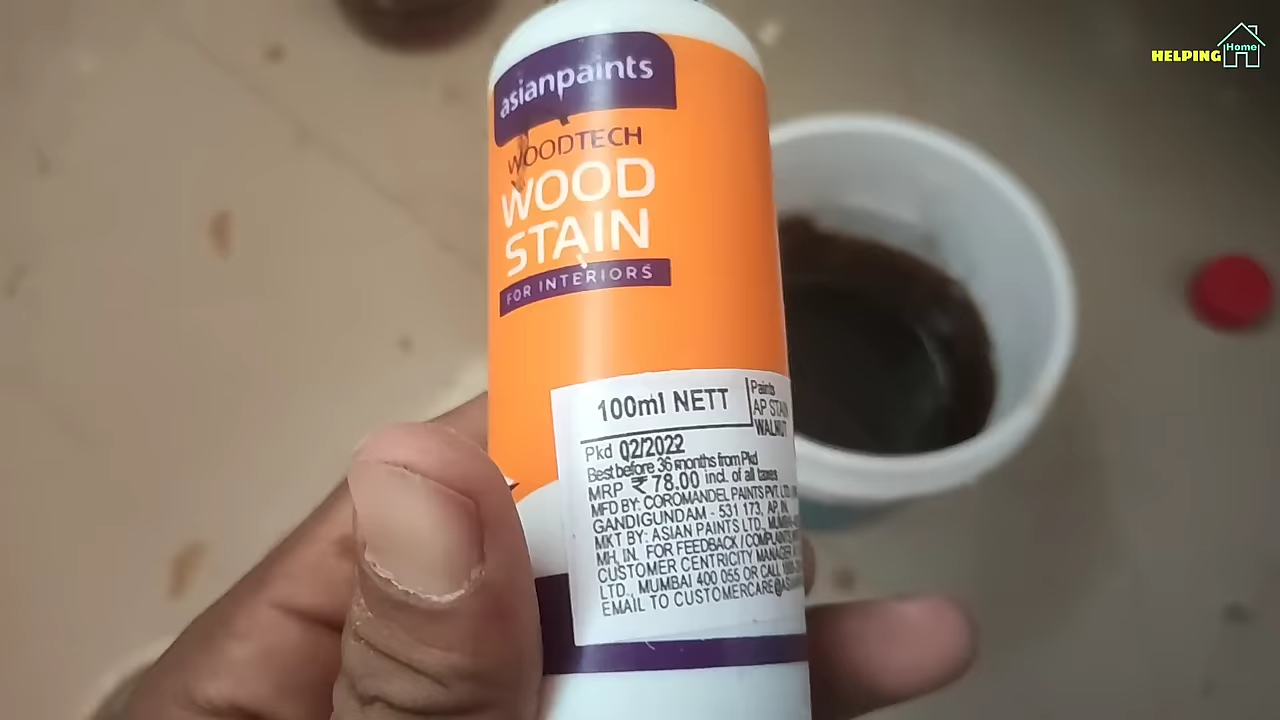 HELPING Home
asianpaints
WOODTECH
WOOD
STAIN
FOR INTERIORS
100ml NETT
Paints
AP STAIN
WALNUT
Pkd 02/2022
Best before 36 months from Pkd
MRP ₹ 78.00 incl. of all taxes
MFD BY: COROMANDEL PAINTS PVT. LTD.
GANDIGUNDAM - 531 173, AP, IN.
MKT BY: ASIAN PAINTS LTD.,
MH, IN. FOR FEEDBACK / COMPLAINTS
CUSTOMER CENTRICITY MANAGER
LTD., MUMBAI 400 055 OR CALL
EMAIL TO CUSTOMERCARE@